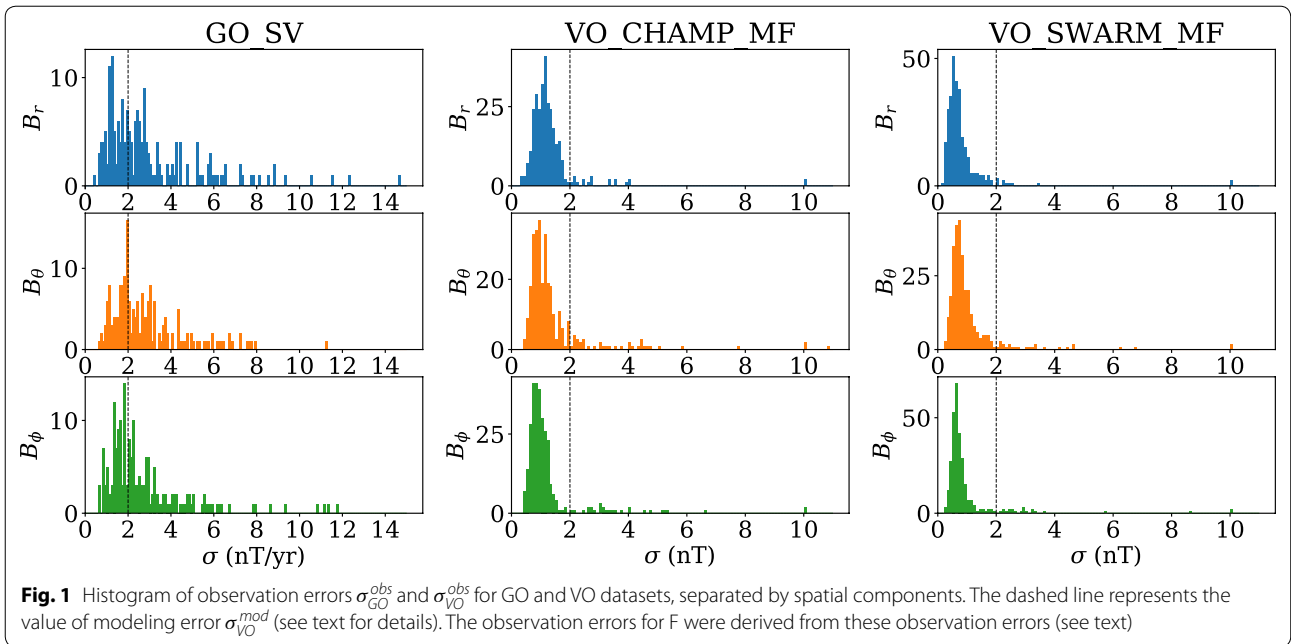 GO_SV VO_CHAMP_MF VO_SWARM_MF
B_r 10 0
0 2 4 6 8 10 12 14
B_r 25 0
0 2 4 6 8 10
B_r 50 0
0 2 4 6 8 10
B_θ 10 0
0 2 4 6 8 10 12 14
B_θ 20 0
0 2 4 6 8 10
B_θ 25 0
0 2 4 6 8 10
B_ϕ 10 0
0 2 4 6 8 10 12 14
σ (nT/yr)
B_ϕ 25 0
0 2 4 6 8 10
σ (nT)
B_ϕ 50 0
0 2 4 6 8 10
σ (nT)
Fig. 1 Histogram of observation errors σ_{GO}^{obs} and σ_{VO}^{obs} for GO and VO datasets, separated by spatial components. The dashed line represents the
value of modeling error σ_{VO}^{mod} (see text for details). The observation errors for F were derived from these observation errors (see text)